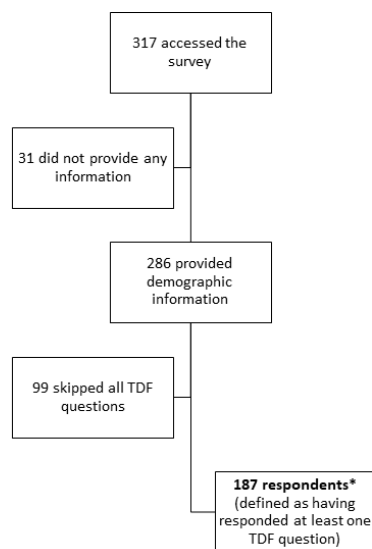 317 accessed the
survey
31 did not provide any
information
286 provided
demographic
information
99 skipped all TDF
questions
187 respondents*
(defined as having
responded at least one
TDF question)